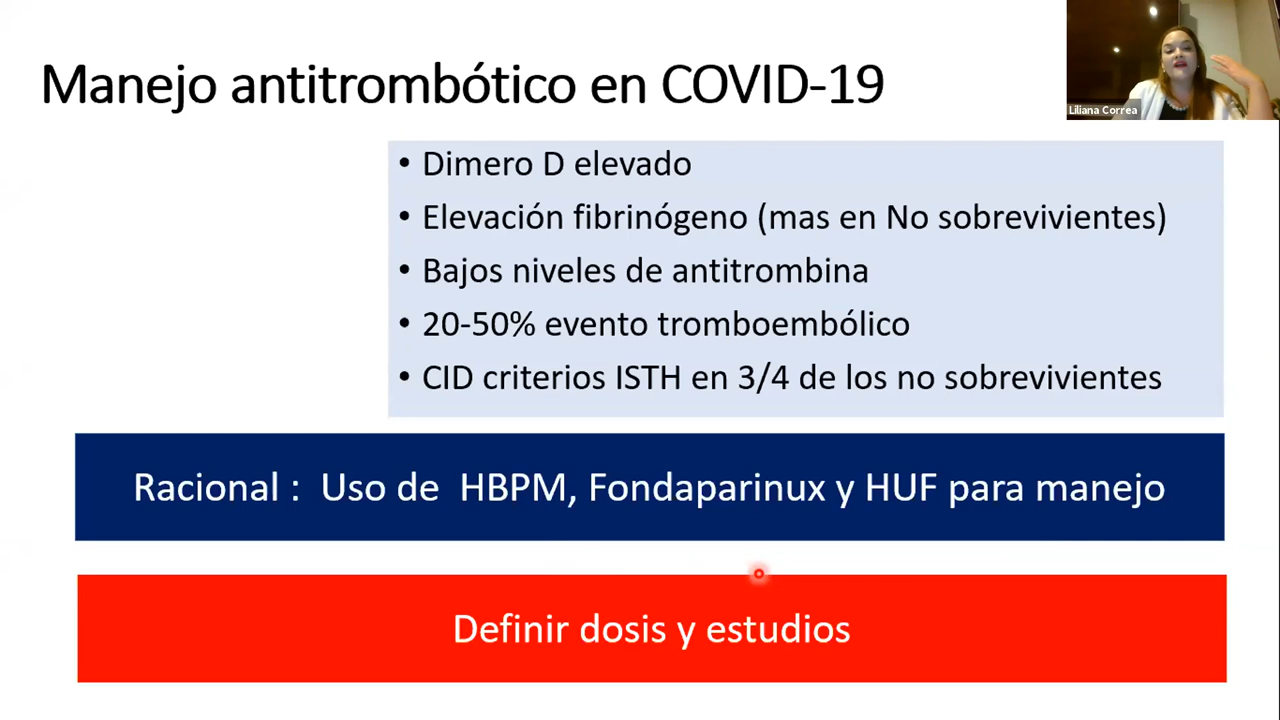 Manejo antitrombótico en COVID-19
Liliana Correa
• Dimero D elevado
• Elevación fibrinógeno (mas en No sobrevivientes)
• Bajos niveles de antitrombina
• 20-50% evento tromboembólico
• CID criterios ISTH en 3/4 de los no sobrevivientes
Racional : Uso de HBPM, Fondaparinux y HUF para manejo
Definir dosis y estudios